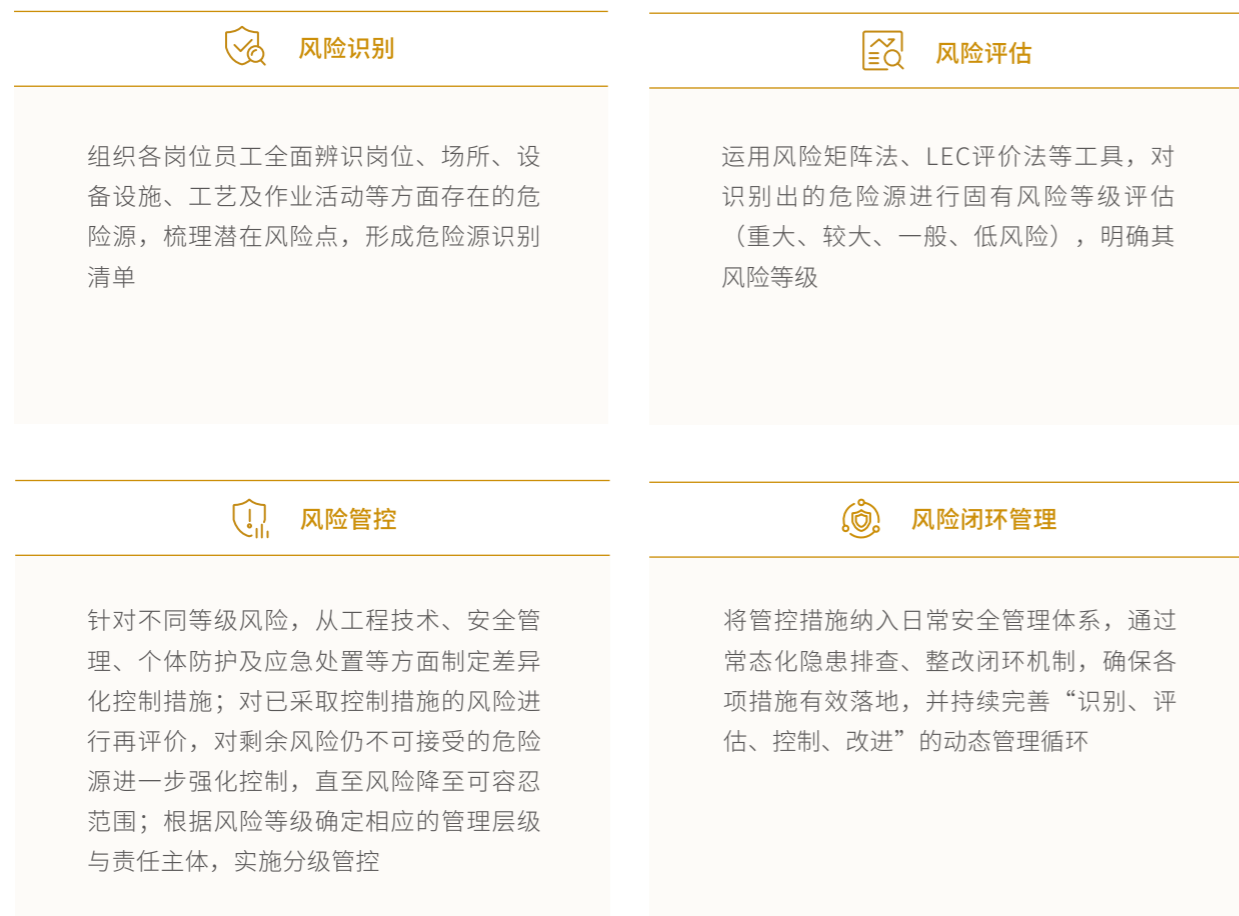 风险识别
组织各岗位员工全面辨识岗位、场所、设
备设施、工艺及作业活动等方面存在的危
险源，梳理潜在风险点，形成危险源识别
清单
风险评估
运用风险矩阵法、LEC评价法等工具，对
识别出的危险源进行固有风险等级评估
（重大、较大、一般、低风险），明确其
风险等级
风险管控
针对不同等级风险，从工程技术、安全管
理、个体防护及应急处置等方面制定差异
化控制措施；对已采取控制措施的风险进
行再评价，对剩余风险仍不可接受的危险
源进一步强化控制，直至风险降至可容忍
范围；根据风险等级确定相应的管理层级
与责任主体，实施分级管控
风险闭环管理
将管控措施纳入日常安全管理体系，通过
常态化隐患排查、整改闭环机制，确保各
项措施有效落地，并持续完善“识别、评
估、控制、改进”的动态管理循环